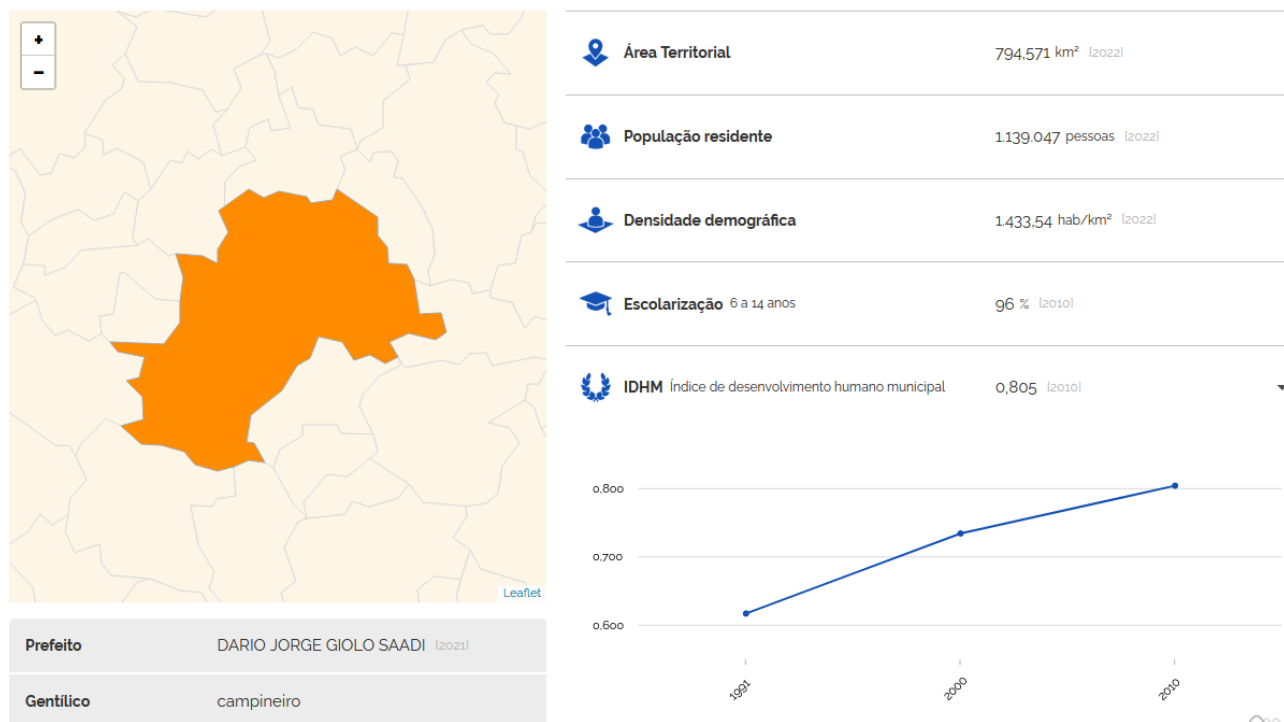 +
−
Leaflet
Prefeito DARIO JORGE GIOLO SAADI [2021]
Gentílico campineiro
Área Territorial 794,571 km² [2022]
População residente 1.139.047 pessoas [2022]
Densidade demográfica 1.433,54 hab/km² [2022]
Escolarização 6 a 14 anos 96 % [2010]
IDHM Índice de desenvolvimento humano municipal 0,805 [2010]
0,800
0,700
0,600
1991
2000
2010